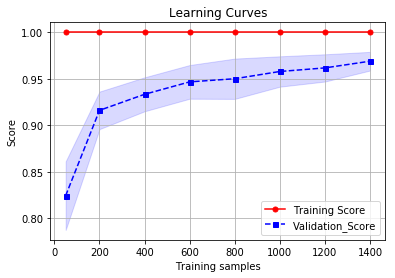 Learning Curves
1.00
0.95
0.90
0.85
0.80
Score
Training Score
Validation_Score
0 200 400 600 800 1000 1200 1400
Training samples